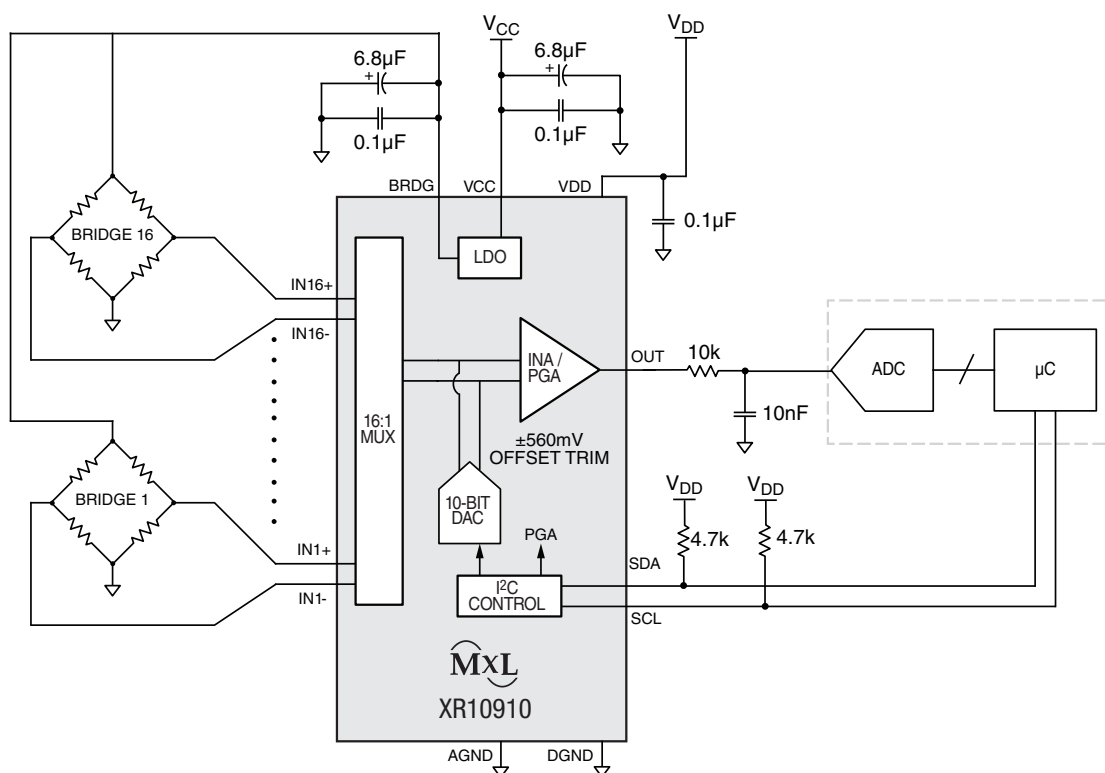 VCC
VDD
6.8µF
+
0.1µF
6.8µF
+
0.1µF
BRDG
VCC
VDD
0.1µF
BRIDGE 16
LDO
IN16+
IN16-
16:1
MUX
INA /
PGA
OUT
10k
10nF
ADC
µC
±560mV
OFFSET TRIM
BRIDGE 1
10-BIT
DAC
PGA
VDD
4.7k
VDD
4.7k
IN1+
IN1-
I²C
CONTROL
SDA
SCL
MXL
XR10910
AGND
DGND